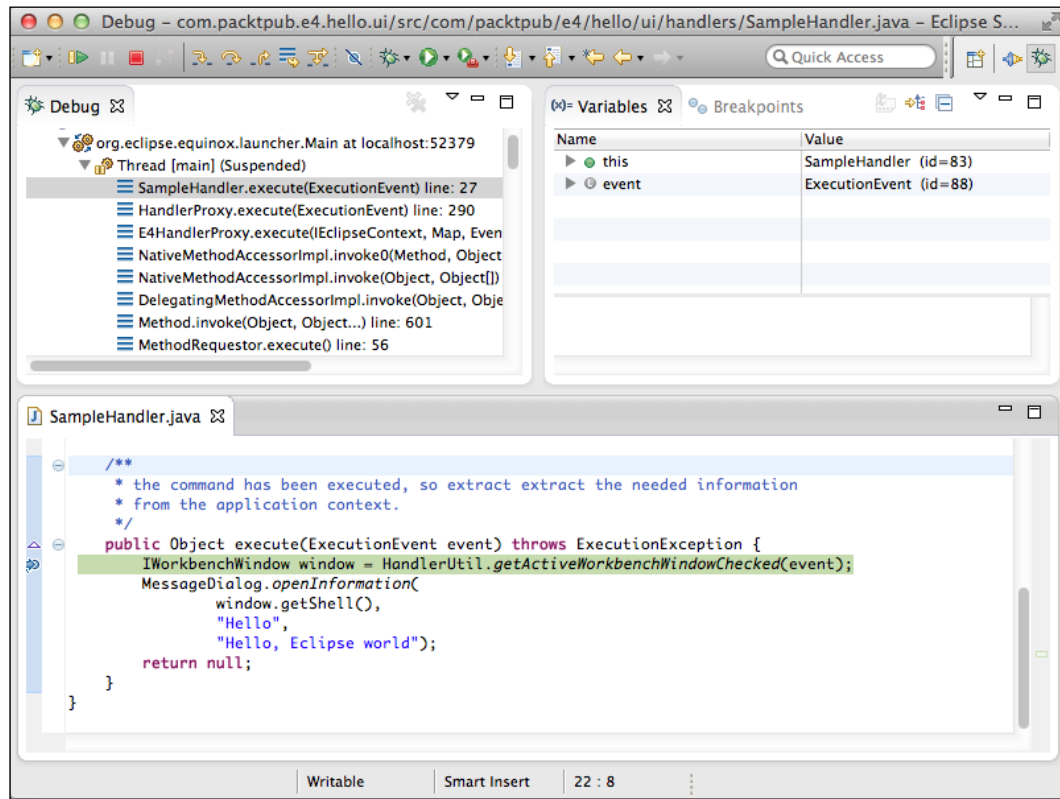 Debug – com.packtpub.e4.hello.ui/src/com/packtpub/e4/hello/ui/handlers/SampleHandler.java – Eclipse S...
Quick Access
Debug
org.eclipse.equinox.launcher.Main at localhost:52379
Thread [main] (Suspended)
SampleHandler.execute(ExecutionEvent) line: 27
HandlerProxy.execute(ExecutionEvent) line: 290
E4HandlerProxy.execute(IEclipseContext, Map, Even
NativeMethodAccessorImpl.invoke0(Method, Object
NativeMethodAccessorImpl.invoke(Object, Object[])
DelegatingMethodAccessorImpl.invoke(Object, Obje
Method.invoke(Object, Object...) line: 601
MethodRequestor.execute() line: 56
(x)= Variables Breakpoints
Name Value
this SampleHandler (id=83)
event ExecutionEvent (id=88)
SampleHandler.java
/**
* the command has been executed, so extract extract the needed information
* from the application context.
*/
public Object execute(ExecutionEvent event) throws ExecutionException {
IWorkbenchWindow window = HandlerUtil.getActiveWorkbenchWindowChecked(event);
MessageDialog.openInformation(
window.getShell(),
"Hello",
"Hello, Eclipse world");
return null;
}
}
Writable Smart Insert 22 : 8